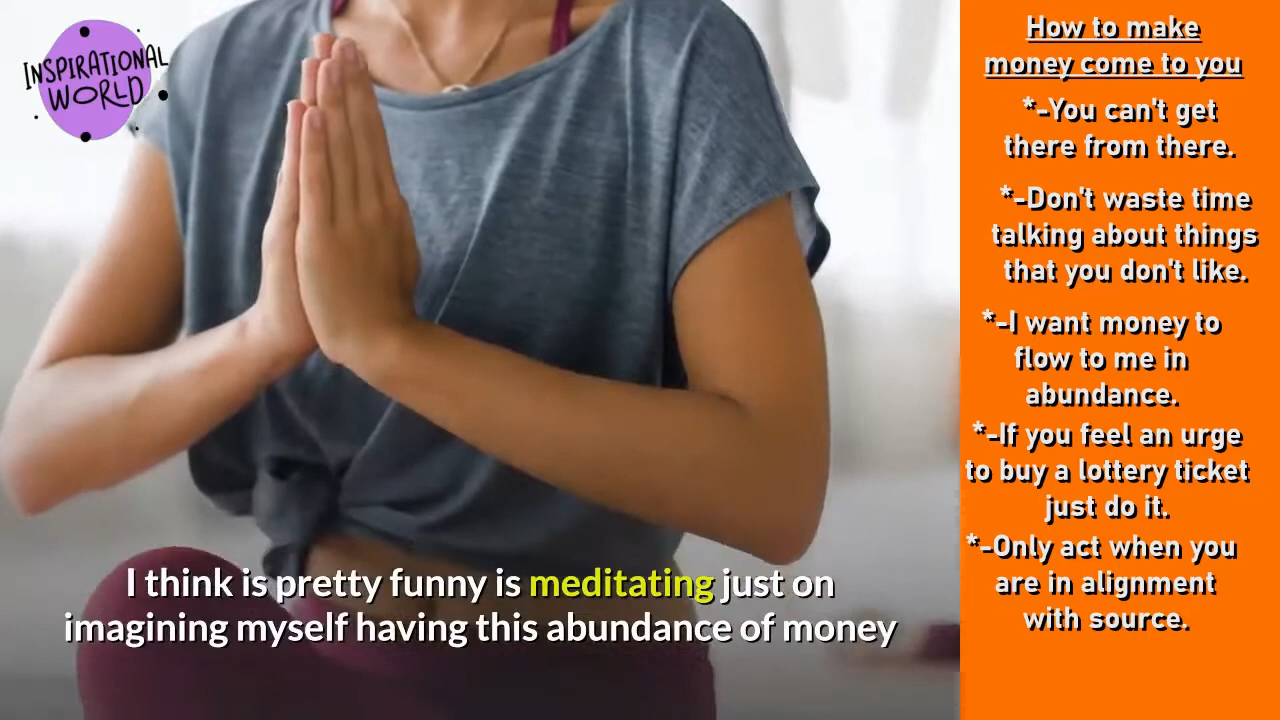 INSPIRATIONAL
WORLD
I think is pretty funny is meditating just on
imagining myself having this abundance of money
How to make
money come to you
*-You can't get
there from there.
*-Don't waste time
talking about things
that you don't like.
*-I want money to
flow to me in
abundance.
*-If you feel an urge
to buy a lottery ticket
just do it.
*-Only act when you
are in alignment
with source.